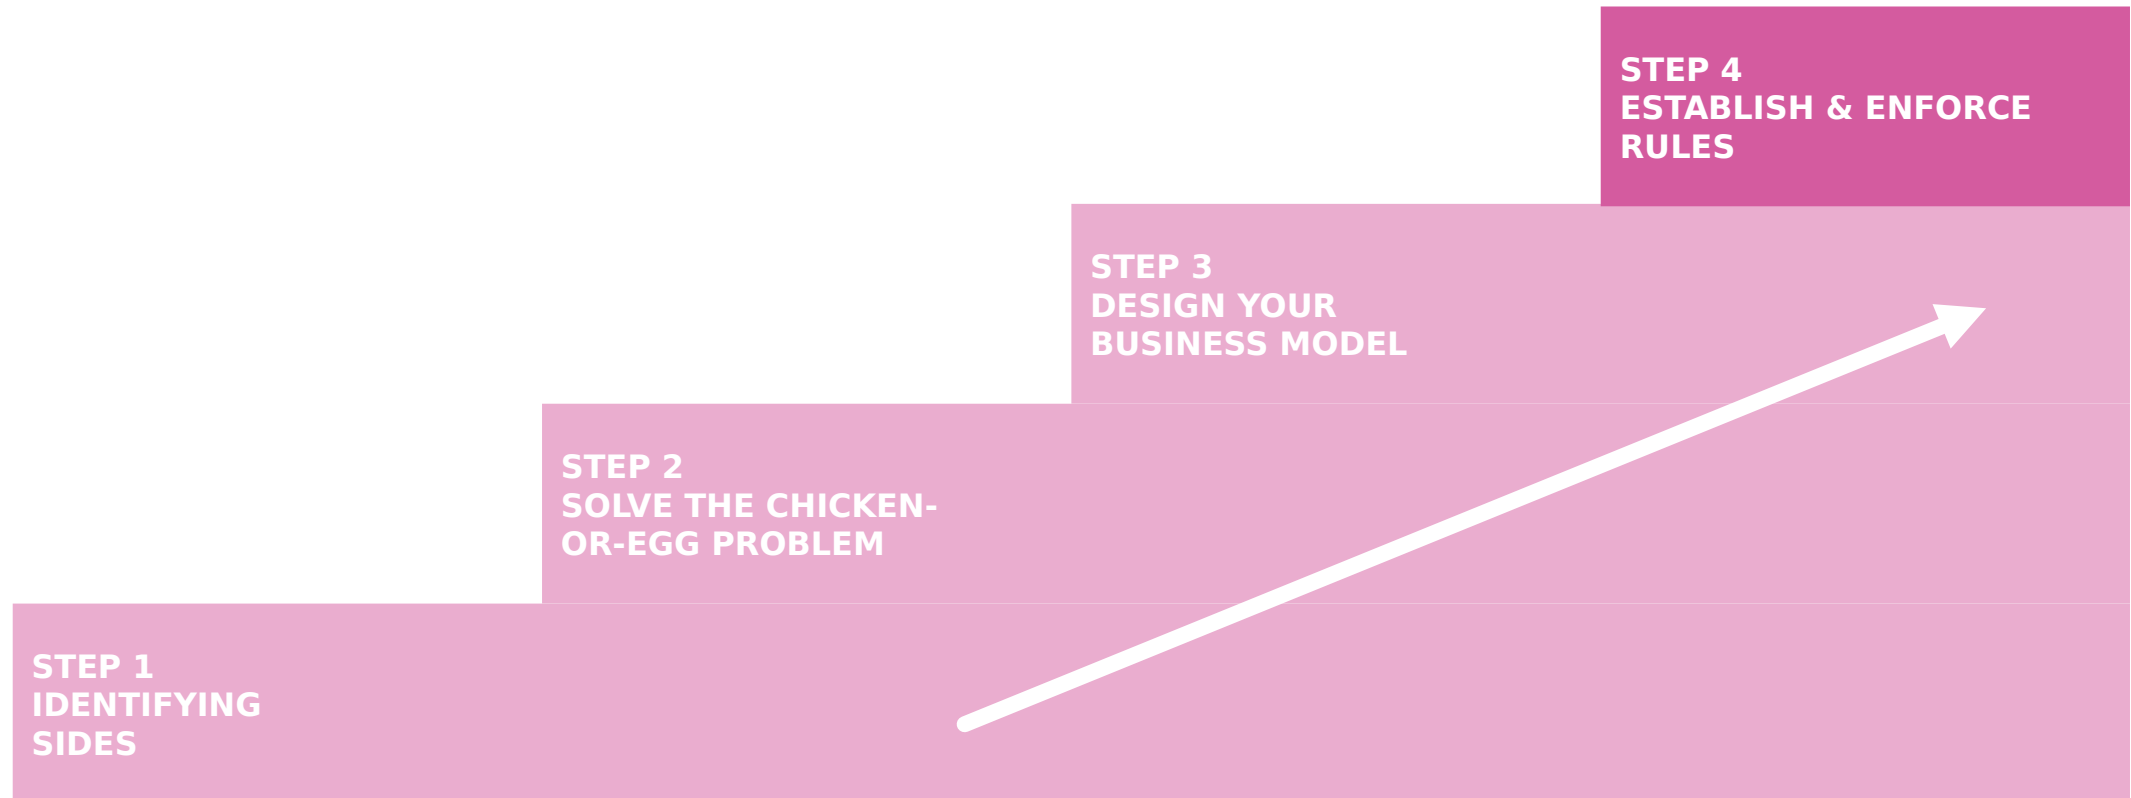 STEP 4
ESTABLISH & ENFORCE
RULES
STEP 3
DESIGN YOUR
BUSINESS MODEL
STEP 2
SOLVE THE CHICKEN-
OR-EGG PROBLEM
STEP 1
IDENTIFYING
SIDES